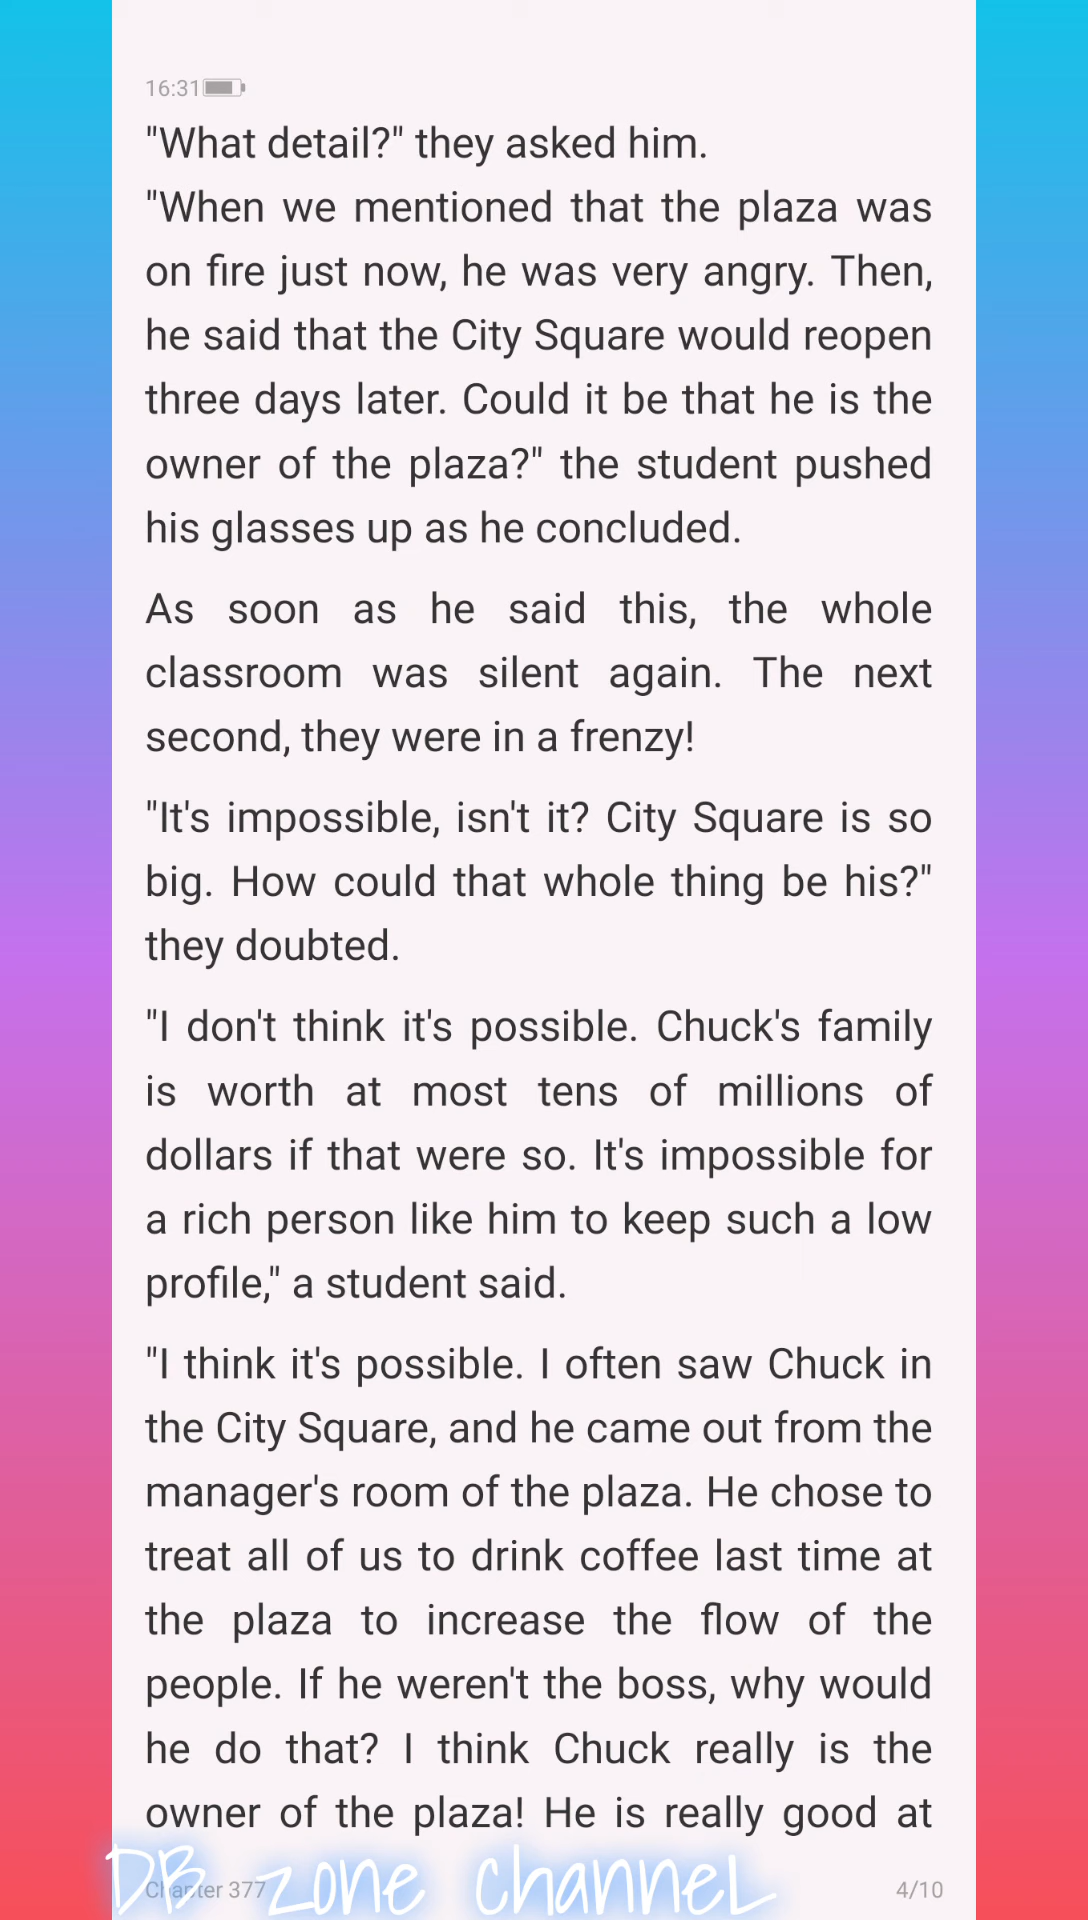 16:31
"What detail?" they asked him.
"When we mentioned that the plaza was
on fire just now, he was very angry. Then,
he said that the City Square would reopen
three days later. Could it be that he is the
owner of the plaza?" the student pushed
his glasses up as he concluded.
As soon as he said this, the whole
classroom was silent again. The next
second, they were in a frenzy!
"It's impossible, isn't it? City Square is so
big. How could that whole thing be his?"
they doubted.
"I don't think it's possible. Chuck's family
is worth at most tens of millions of
dollars if that were so. It's impossible for
a rich person like him to keep such a low
profile," a student said.
"I think it's possible. I often saw Chuck in
the City Square, and he came out from the
manager's room of the plaza. He chose to
treat all of us to drink coffee last time at
the plaza to increase the flow of the
people. If he weren't the boss, why would
he do that? I think Chuck really is the
owner of the plaza! He is really good at
DB zone channel
Chapter 377 4/10